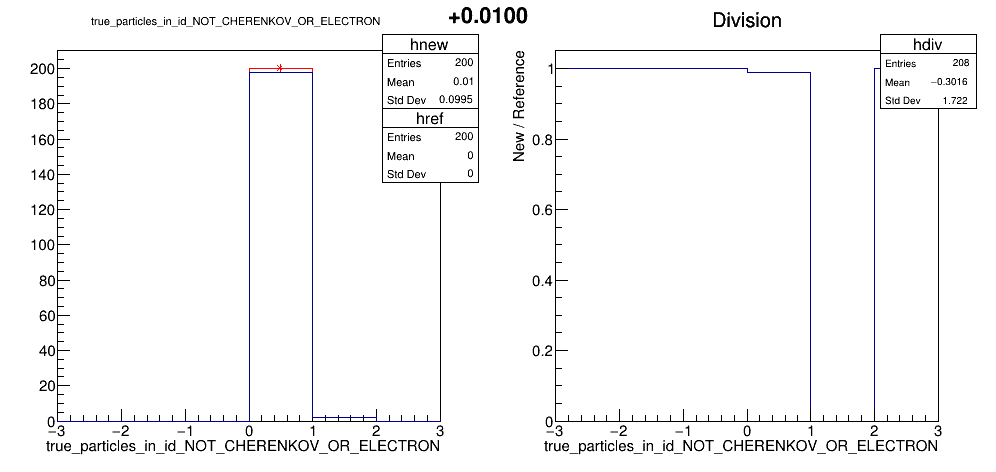 true_particles_in_id_NOT_CHERENKOV_OR_ELECTRON
+0.0100
hnew
Entries 200
Mean 0.01
Std Dev 0.0995
href
Entries 200
Mean 0
Std Dev 0
200
180
160
140
120
100
80
60
40
20
0
−3 −2 −1 0 1 2 3
true_particles_in_id_NOT_CHERENKOV_OR_ELECTRON
Division
hdiv
Entries 208
Mean −0.3016
Std Dev 1.722
New / Reference
1
0.8
0.6
0.4
0.2
0
−3 −2 −1 0 1 2 3
true_particles_in_id_NOT_CHERENKOV_OR_ELECTRON